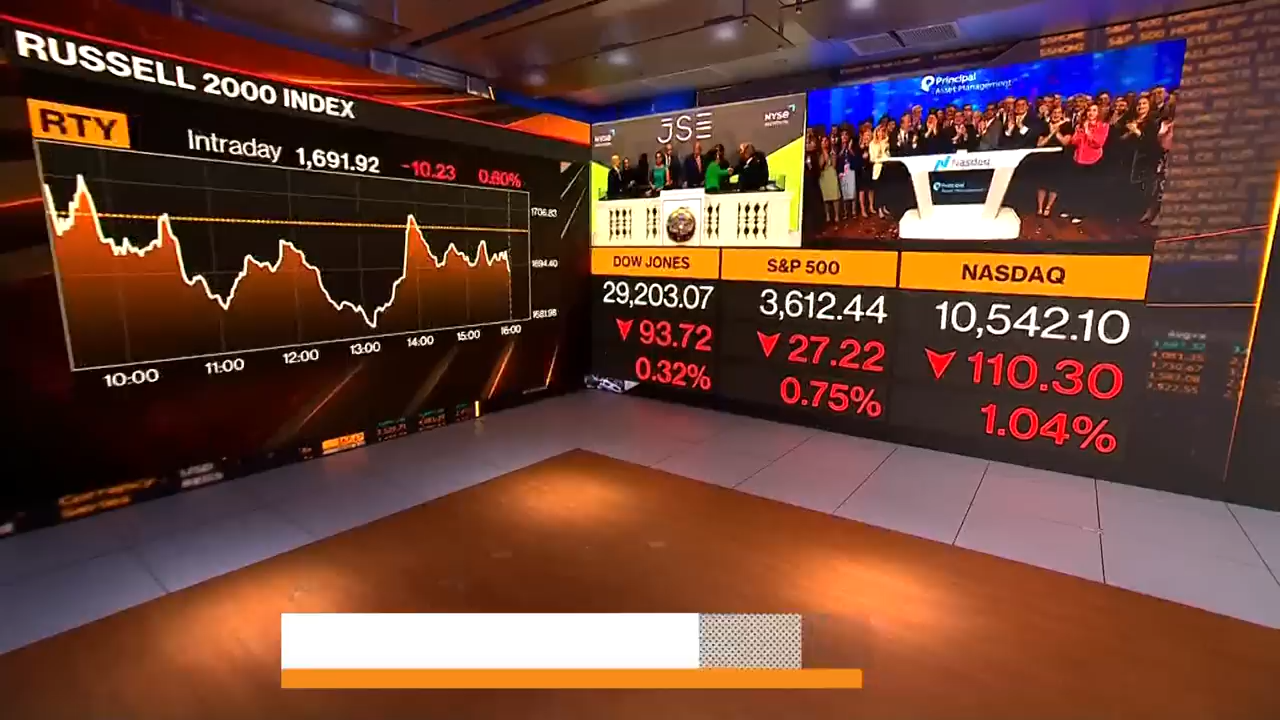 RUSSELL 2000 INDEX
RTY
Intraday 1,691.92 -10.23 0.60%
1706.83
1694.40
1681.98
10:00 11:00 12:00 13:00 14:00 15:00 16:00
NYSE
JSE
NYSE
Principal
Asset Management
Nasdaq
Principal
DOW JONES
29,203.07
93.72
0.32%
S&P 500
3,612.44
27.22
0.75%
NASDAQ
10,542.10
110.30
1.04%